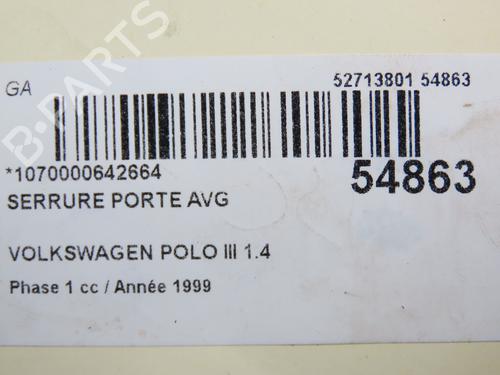 GA
52713801 54863
*1070000642664
54863
SERRURE PORTE AVG
VOLKSWAGEN POLO III 1.4
Phase 1 cc / Année 1999
B-PARTS